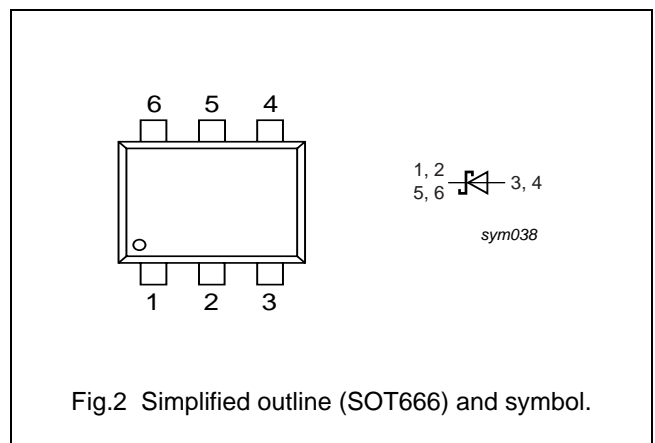 6 5 4
1, 2
5, 6
3, 4
sym038
1 2 3
Fig.2 Simplified outline (SOT666) and symbol.